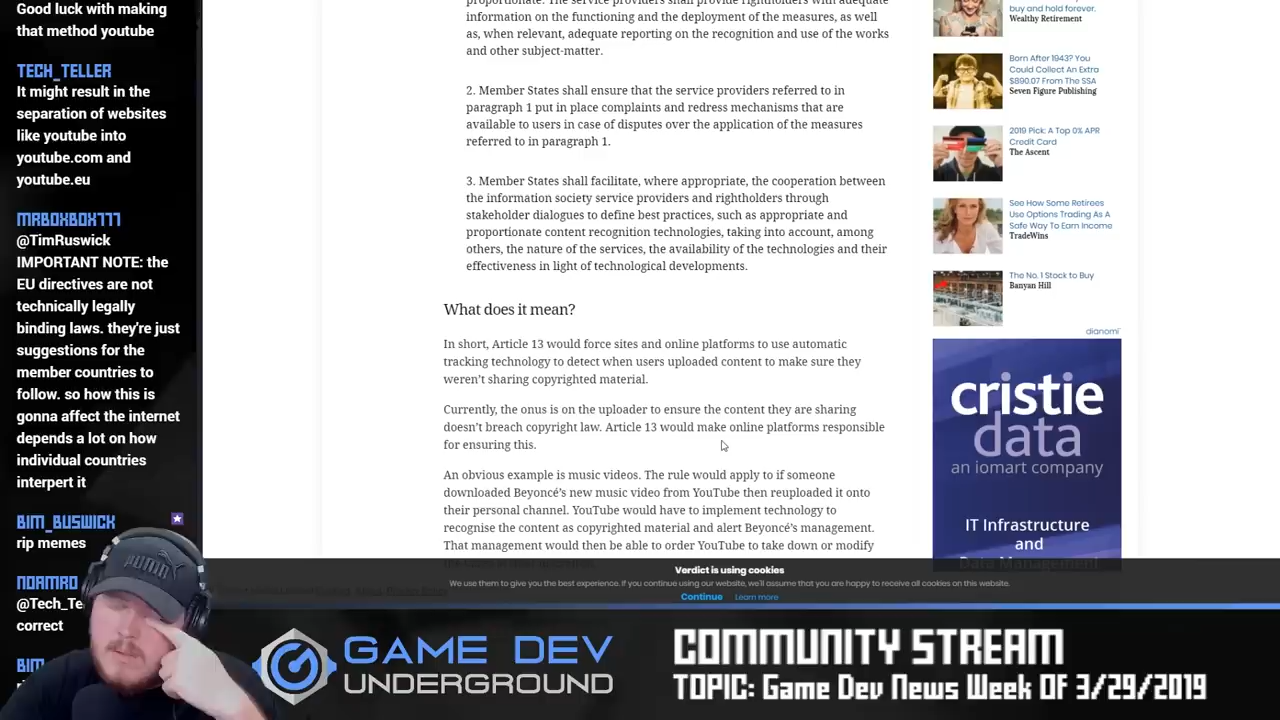 Good luck with making
that method youtube
TECH_TELLER
It might result in the
separation of websites
like youtube into
youtube.com and
youtube.eu
MRBOXBOX777
@TimRuswick
IMPORTANT NOTE: the
EU directives are not
technically legally
binding laws. they're just
suggestions for the
member countries to
follow. so how this is
gonna affect the internet
depends a lot on how
individual countries
interpert it
BIM_BUSWICK
rip memes
NOAMRO
@Tech_Te
correct
BIM
proportionate. The service providers shall provide rightholders with adequate
information on the functioning and the deployment of the measures, as well
as, when relevant, adequate reporting on the recognition and use of the works
and other subject-matter.
2. Member States shall ensure that the service providers referred to in
paragraph 1 put in place complaints and redress mechanisms that are
available to users in case of disputes over the application of the measures
referred to in paragraph 1.
3. Member States shall facilitate, where appropriate, the cooperation between
the information society service providers and rightholders through
stakeholder dialogues to define best practices, such as appropriate and
proportionate content recognition technologies, taking into account, among
others, the nature of the services, the availability of the technologies and their
effectiveness in light of technological developments.
What does it mean?
In short, Article 13 would force sites and online platforms to use automatic
tracking technology to detect when users uploaded content to make sure they
weren't sharing copyrighted material.
Currently, the onus is on the uploader to ensure the content they are sharing
doesn't breach copyright law. Article 13 would make online platforms responsible
for ensuring this.
An obvious example is music videos. The rule would apply to if someone
downloaded Beyoncé's new music video from YouTube then reuploaded it onto
their personal channel. YouTube would have to implement technology to
recognise the content as copyrighted material and alert Beyoncé's management.
That management would then be able to order YouTube to take down or modify
buy and hold forever.
Wealthy Retirement
Born After 1943? You
Could Collect An Extra
$890.07 From The SSA
Seven Figure Publishing
2019 Pick: A Top 0% APR
Credit Card
The Ascent
See How Some Retirees
Use Options Trading As A
Safe Way To Earn Income
TradeWins
The No. 1 Stock to Buy
Banyan Hill
dianomi
cristie
data
an iomart company
IT Infrastructure
and
Data Management
Verdict is using cookies
We use them to give you the best experience. If you continue using our website, we'll assume that you are happy to receive all cookies on this website.
Continue Learn more
PUMA
GAME DEV
UNDERGROUND
COMMUNITY STREAM
TOPIC: Game Dev News Week OF 3/29/2019